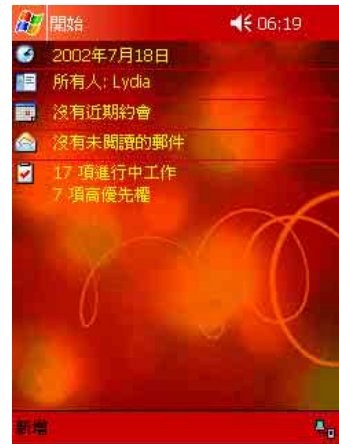 開始 06:19
2002年7月18日
所有人: Lydia
沒有近期約會
沒有未閱讀的郵件
17 項進行中工作
7 項高優先權
新增